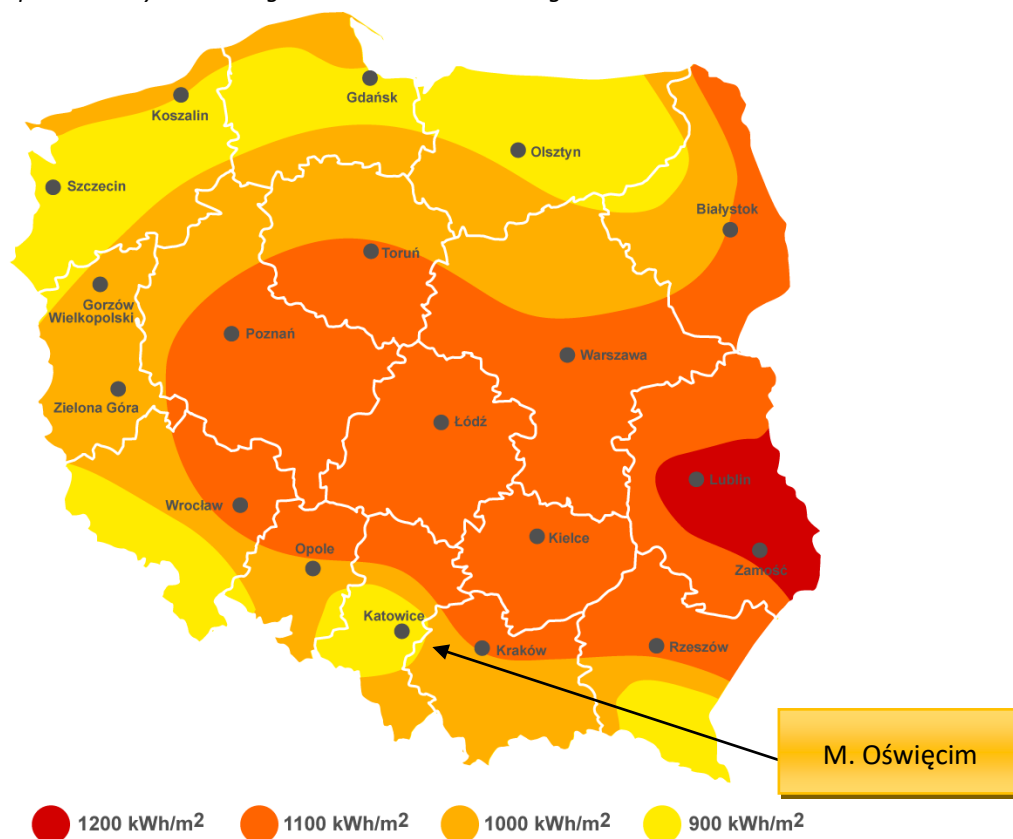 Koszalin
Gdańsk
Olsztyn
Szczecin
Białystok
Toruń
Gorzów
Wielkopolski
Poznań
Warszawa
Zielona Góra
Łódź
Lublin
Wrocław
Kielce
Opole
Zamość
Katowice
Kraków
Rzeszów
M. Oświęcim
1200 kWh/m2 1100 kWh/m2 1000 kWh/m2 900 kWh/m2